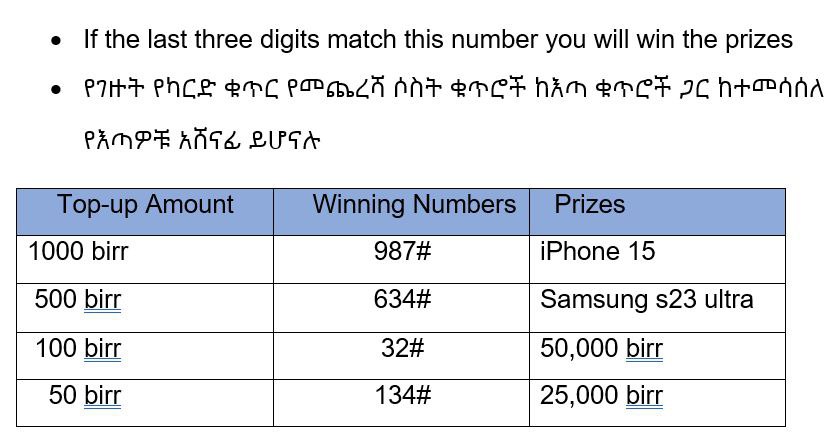 • If the last three digits match this number you will win the prizes
• የገዙት የካርድ ቁጥር የመጨረሻ ሶስት ቁጥሮች ከእጣ ቁጥሮች ጋር ከተመሳሰለ
የእጣዎቹ አሸናፊ ይሆናሉ
Top-up Amount Winning Numbers Prizes
1000 birr 987# iPhone 15
500 birr 634# Samsung s23 ultra
100 birr 32# 50,000 birr
50 birr 134# 25,000 birr